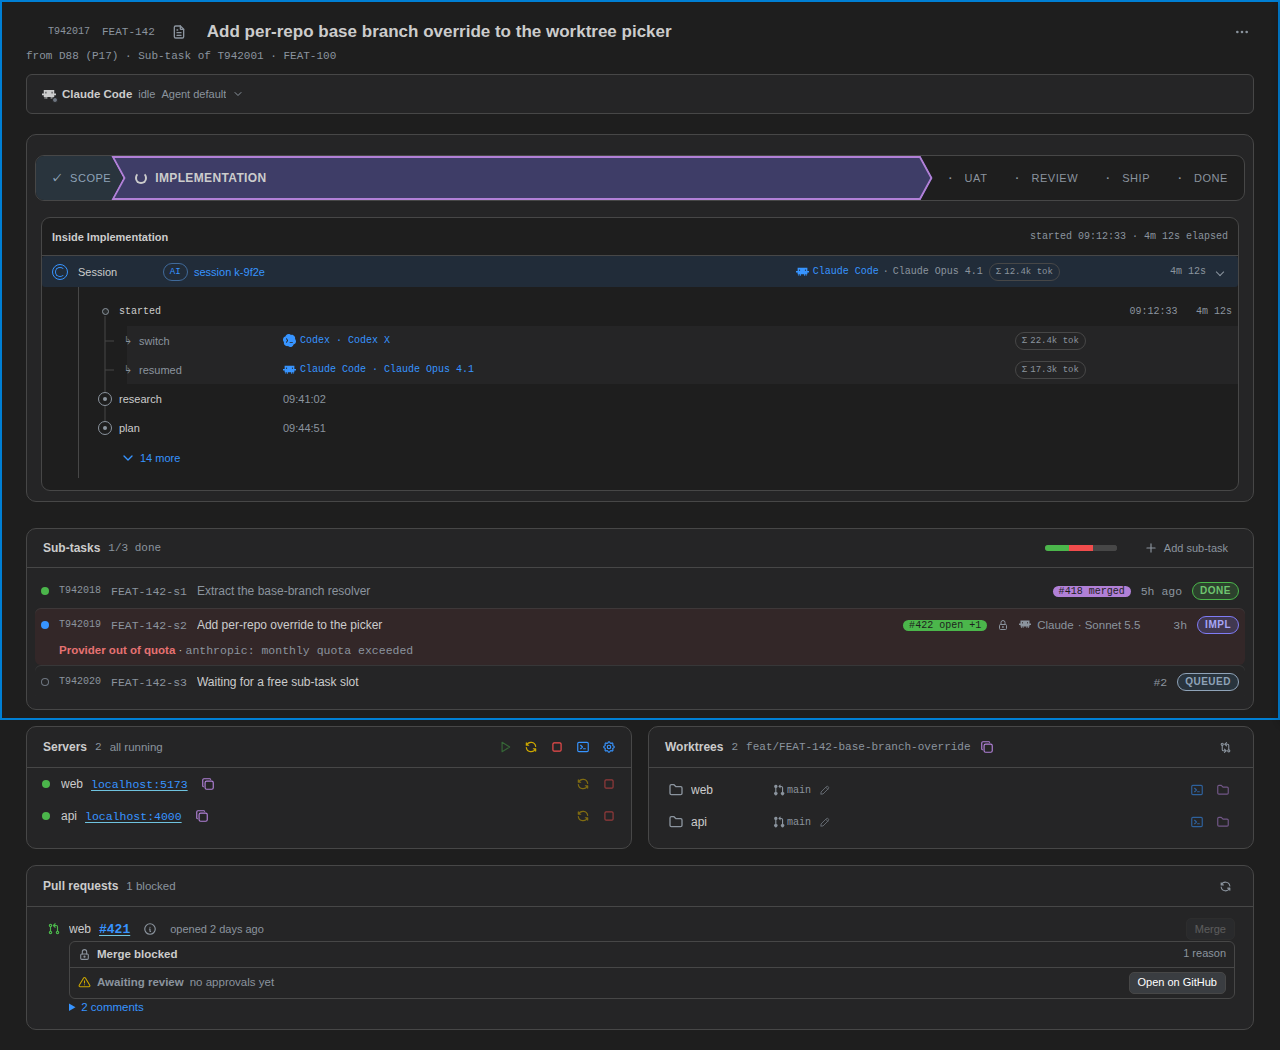 T942017 FEAT-142 Add per-repo base branch override to the worktree picker
from D88 (P17) · Sub-task of T942001 · FEAT-100
Claude Code idle Agent default
SCOPE IMPLEMENTATION · UAT · REVIEW · SHIP · DONE
Inside Implementation started 09:12:33 · 4m 12s elapsed
Session AI session k-9f2e Claude Code · Claude Opus 4.1 Σ 12.4k tok 4m 12s
started 09:12:33 4m 12s
↳ switch Codex · Codex X Σ 22.4k tok
↳ resumed Claude Code · Claude Opus 4.1 Σ 17.3k tok
research 09:41:02
plan 09:44:51
14 more
Sub-tasks 1/3 done Add sub-task
T942018 FEAT-142-s1 Extract the base-branch resolver #418 merged 5h ago DONE
T942019 FEAT-142-s2 Add per-repo override to the picker #422 open +1 Claude · Sonnet 5.5 3h IMPL
Provider out of quota · anthropic: monthly quota exceeded
T942020 FEAT-142-s3 Waiting for a free sub-task slot #2 QUEUED
Servers 2 all running
web localhost:5173
api localhost:4000
Worktrees 2 feat/FEAT-142-base-branch-override
web main
api main
Pull requests 1 blocked
web #421 opened 2 days ago Merge
Merge blocked 1 reason
Awaiting review no approvals yet Open on GitHub
2 comments